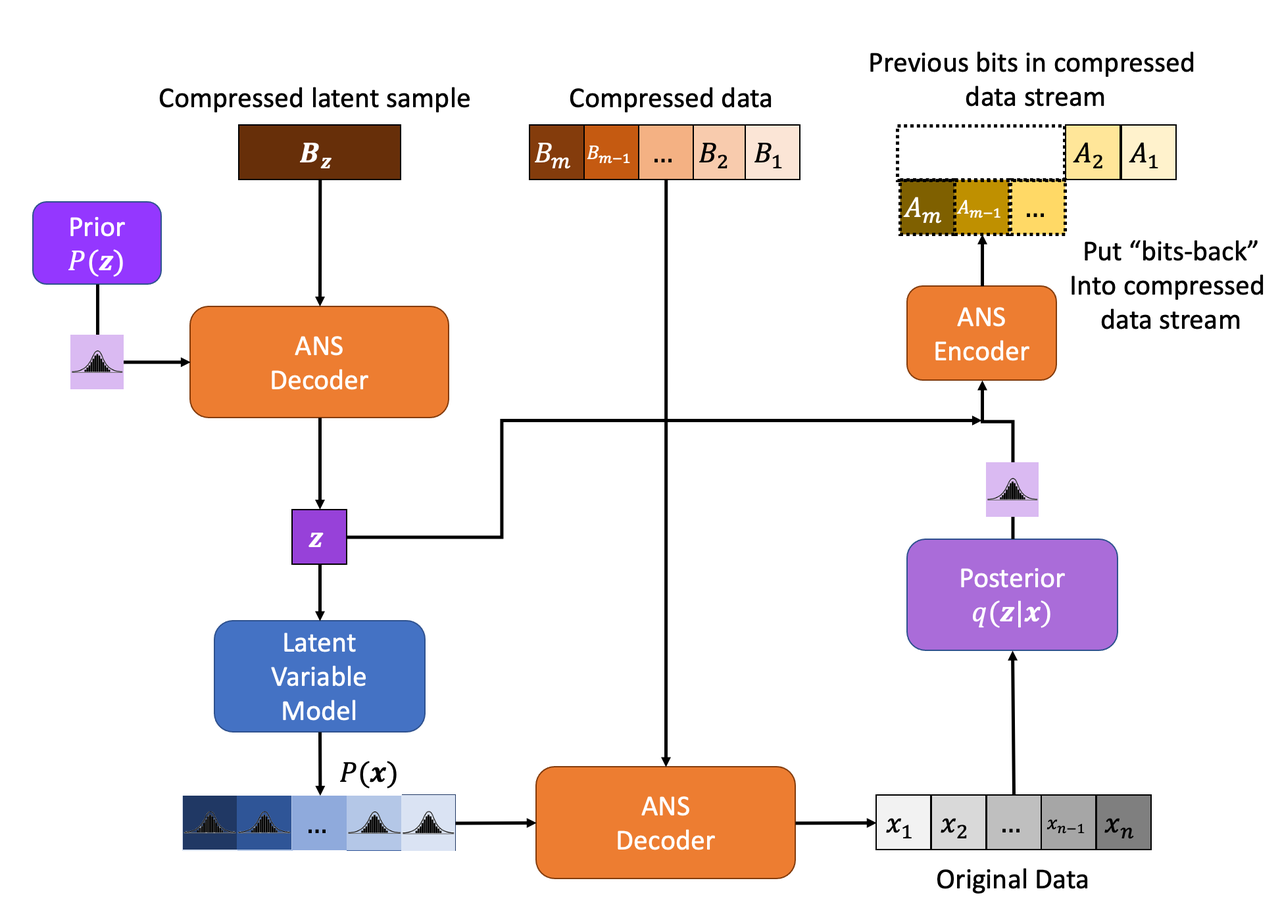 Previous bits in compressed
data stream
Compressed latent sample
Compressed data
B_z
B_m B_{m−1} ... B_2 B_1
A_2 A_1
A_m A_{m−1} ...
Prior
P(z)
Put “bits-back”
Into compressed
data stream
ANS
Encoder
ANS
Decoder
z
Posterior
q(z|x)
Latent
Variable
Model
P(x)
...
ANS
Decoder
x_1 x_2 ... x_{n−1} x_n
Original Data